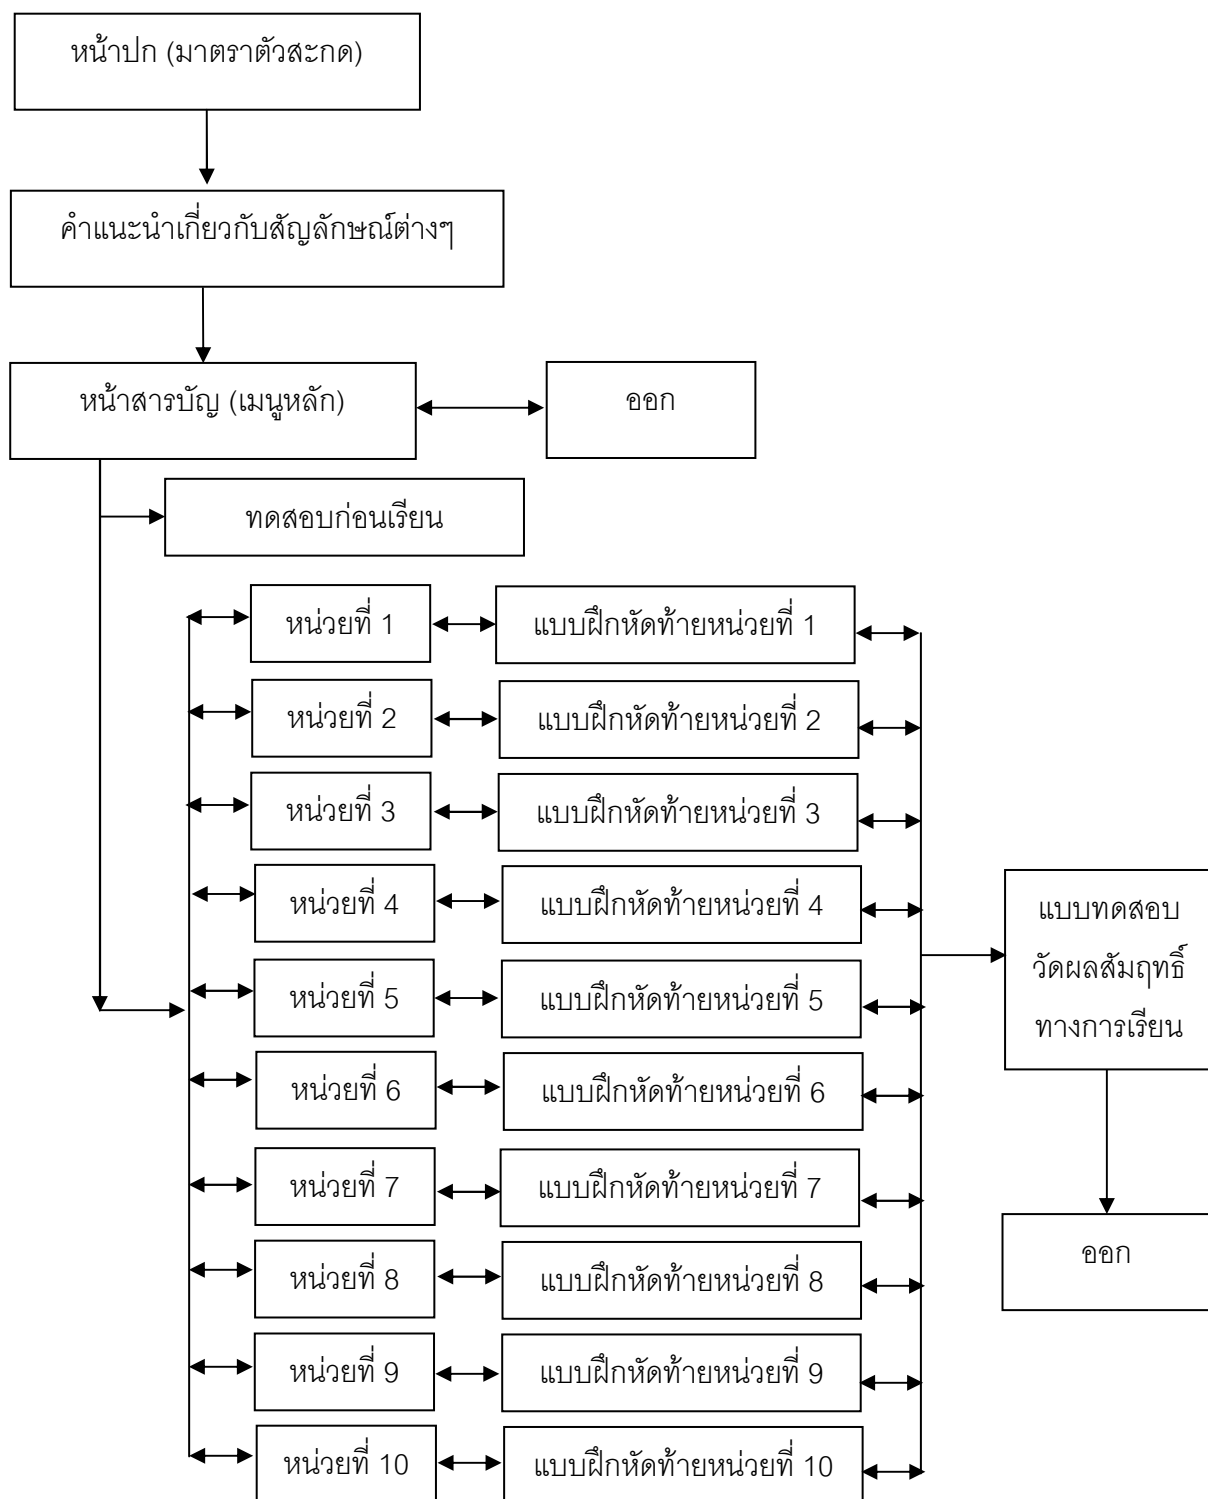 หน้าปก (มาตราตัวสะกด)
คำแนะนำเกี่ยวกับสัญลักษณ์ต่างๆ
หน้าสารบัญ (เมนูหลัก)
ออก
ทดสอบก่อนเรียน
หน่วยที่ 1
แบบฝึกหัดท้ายหน่วยที่ 1
หน่วยที่ 2
แบบฝึกหัดท้ายหน่วยที่ 2
หน่วยที่ 3
แบบฝึกหัดท้ายหน่วยที่ 3
หน่วยที่ 4
แบบฝึกหัดท้ายหน่วยที่ 4
หน่วยที่ 5
แบบฝึกหัดท้ายหน่วยที่ 5
หน่วยที่ 6
แบบฝึกหัดท้ายหน่วยที่ 6
หน่วยที่ 7
แบบฝึกหัดท้ายหน่วยที่ 7
หน่วยที่ 8
แบบฝึกหัดท้ายหน่วยที่ 8
หน่วยที่ 9
แบบฝึกหัดท้ายหน่วยที่ 9
หน่วยที่ 10
แบบฝึกหัดท้ายหน่วยที่ 10
แบบทดสอบ
วัดผลสัมฤทธิ์
ทางการเรียน
ออก